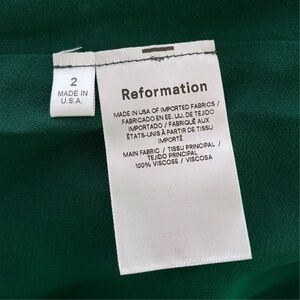 2
MADE IN
U.S.A.
Reformation
MADE IN USA OF IMPORTED FABRICS /
FABRICADO EN EE. UU. DE TEJIDO
IMPORTADO / FABRIQUÉ AUX
ÉTATS-UNIS À PARTIR DE TISSU
IMPORTÉ
MAIN FABRIC / TISSU PRINCIPAL /
TEJIDO PRINCIPAL
100% VISCOSE / VISCOSA